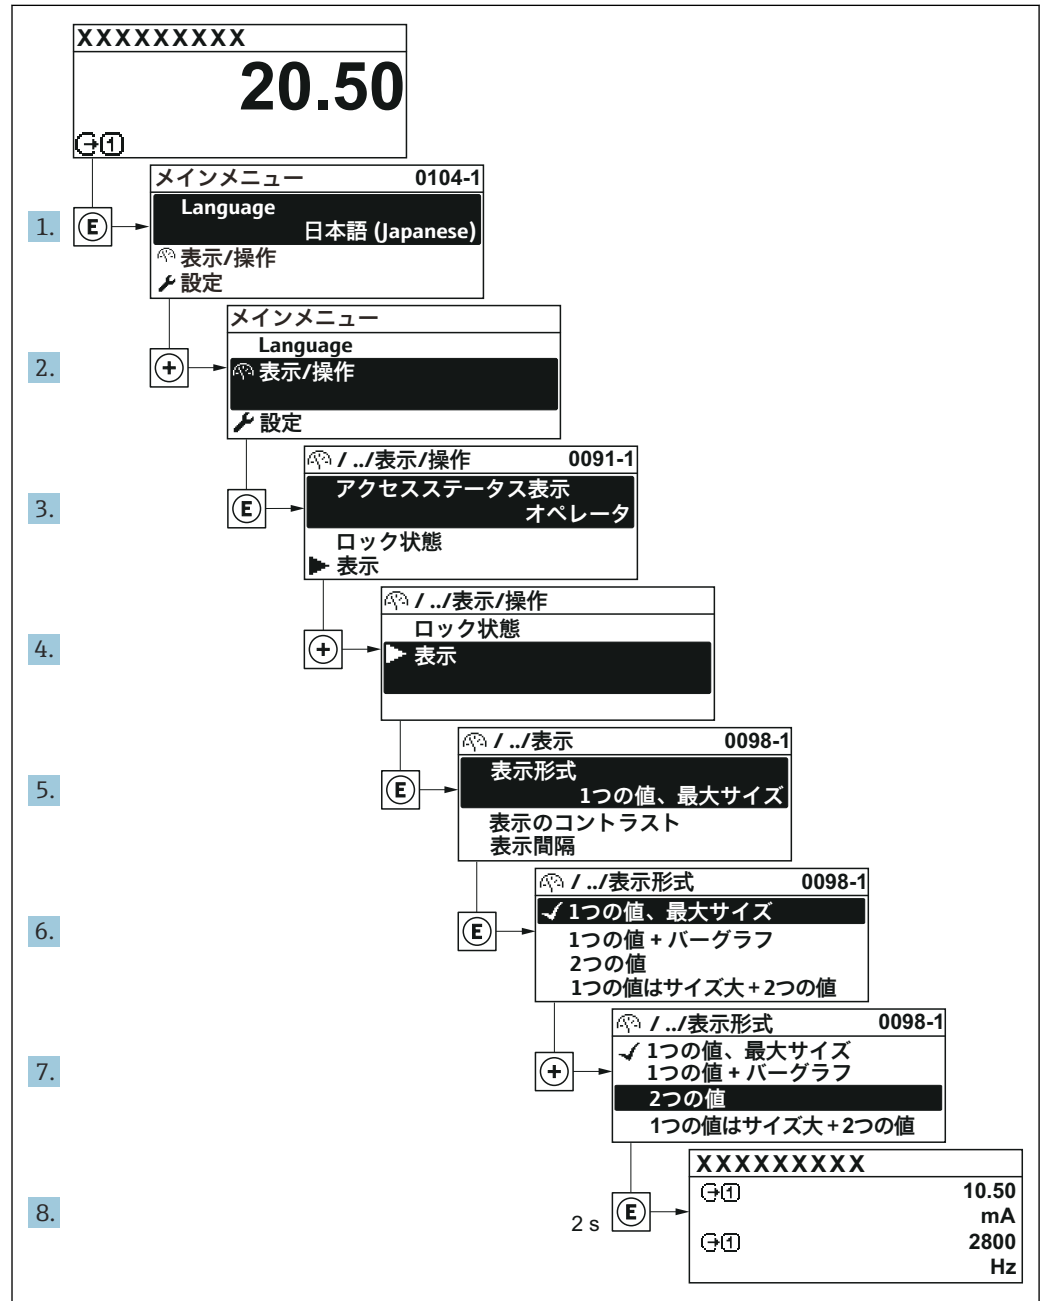 XXXXXXXXX
20.50
1
メインメニュー 0104-1
1. E Language
日本語 (Japanese)
表示/操作
設定
メインメニュー
Language
2. + 表示/操作
設定
/ ../表示/操作 0091-1
アクセスステータス表示
3. E オペレータ
ロック状態
表示
/ ../表示/操作
ロック状態
4. + 表示
/ ../表示 0098-1
表示形式
5. E 1つの値、最大サイズ
表示のコントラスト
表示間隔
/ ../表示形式 0098-1
1つの値、最大サイズ
6. E 1つの値 + バーグラフ
2つの値
1つの値はサイズ大+2つの値
/ ../表示形式 0098-1
1つの値、最大サイズ
7. + 1つの値 + バーグラフ
2つの値
1つの値はサイズ大+2つの値
XXXXXXXXX
1 10.50
8. 2 s E mA
1 2800
Hz